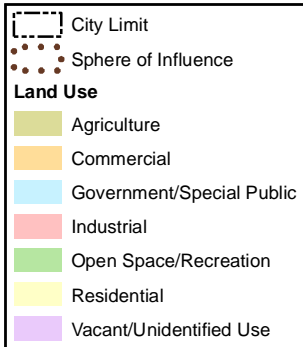 City Limit
Sphere of Influence
Land Use
Agriculture
Commercial
Government/Special Public
Industrial
Open Space/Recreation
Residential
Vacant/Unidentified Use